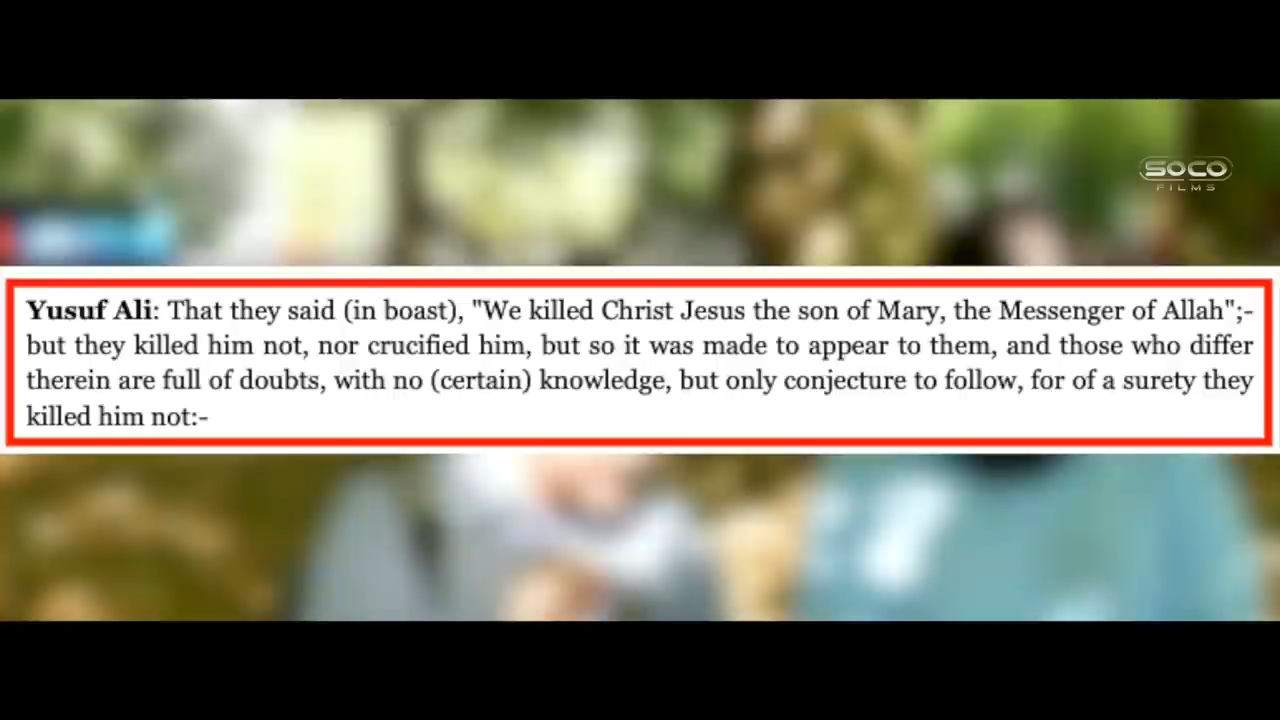 SOCO
FILMS
Yusuf Ali: That they said (in boast), "We killed Christ Jesus the son of Mary, the Messenger of Allah";-
but they killed him not, nor crucified him, but so it was made to appear to them, and those who differ
therein are full of doubts, with no (certain) knowledge, but only conjecture to follow, for of a surety they
killed him not:-